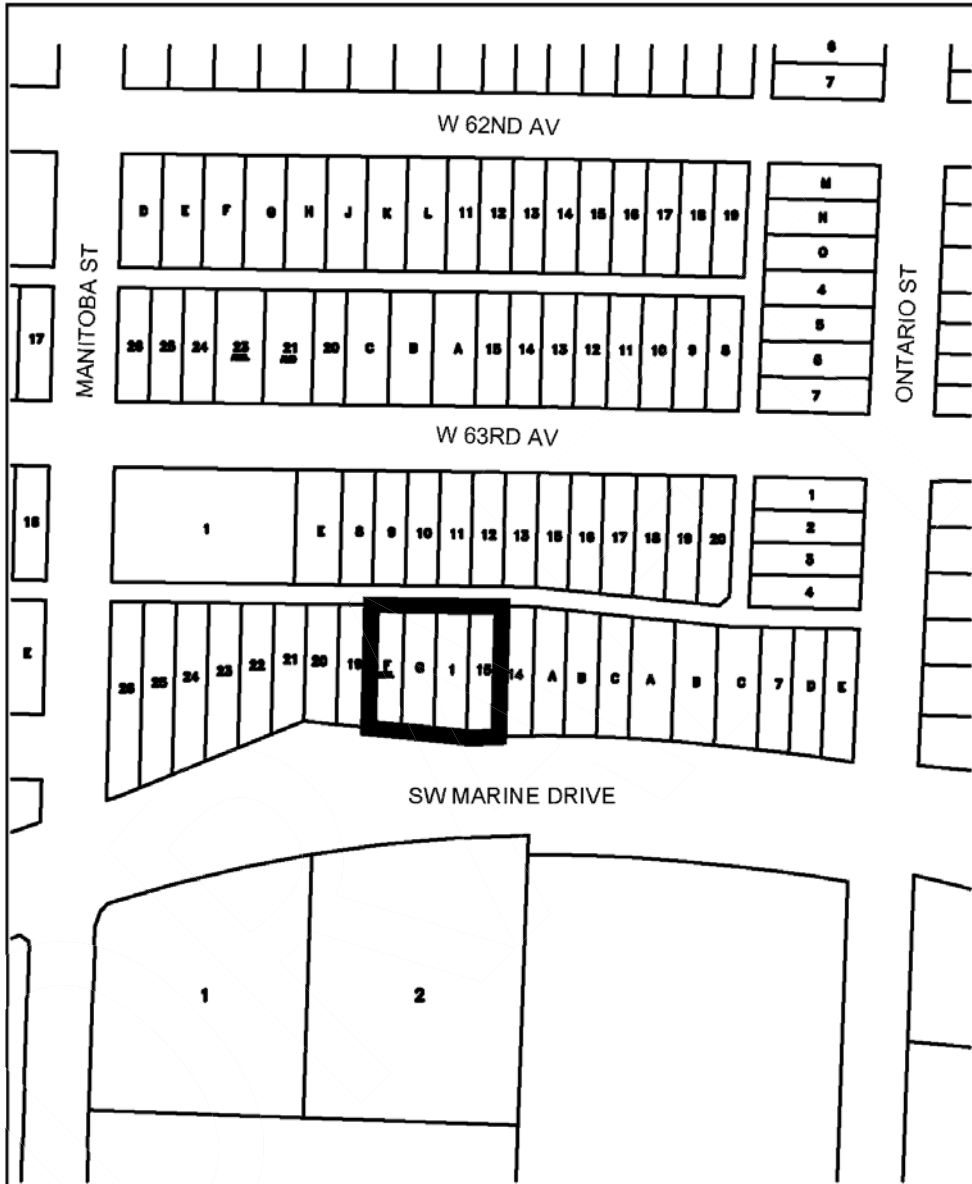 6
7
W 62ND AV
D E F G H J K L 11 12 13 14 15 16 17 18 19
M
N
O
4
5
6
7
MANITOBA ST
ONTARIO ST
17
26 25 24 23 21 20 C B A 15 14 13 12 11 10 9 8
W 63RD AV
18
1 E 8 9 10 11 12 13 15 16 17 18 19 20
1
2
3
4
E
26 25 24 23 22 21 20 19 F G 1 15 14 A B C A B C 7 D E
SW MARINE DRIVE
1 2